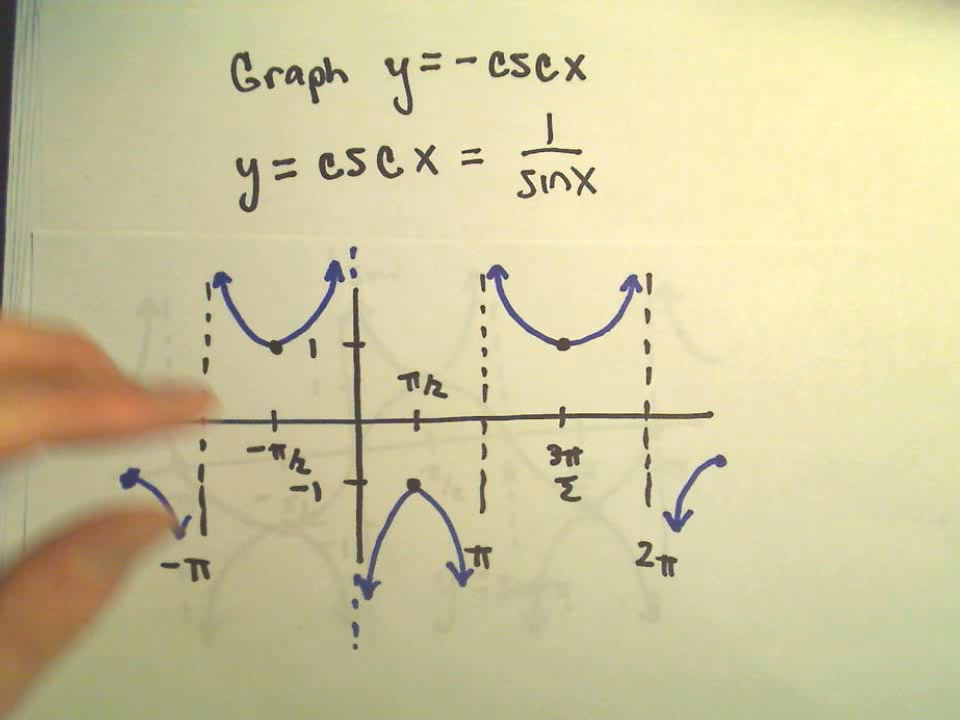 Graph y = - csc x
y = csc x = 1/sin x
1
π/2
-π/2
3π/2
-1
-π
π
2π